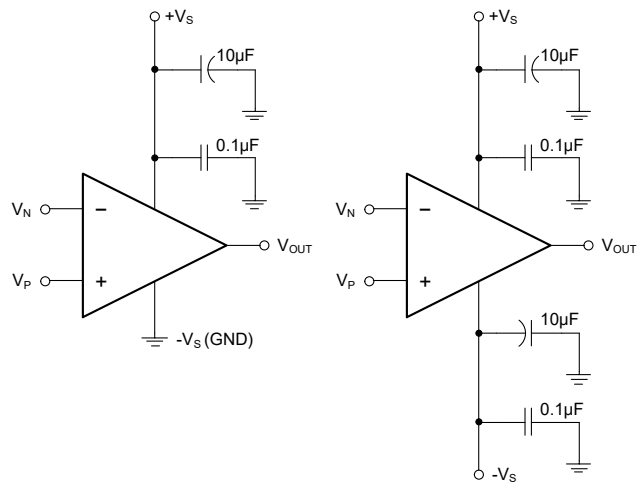 +VS
10µF
0.1µF
VN
−
VP
+
VOUT
-VS (GND)
+VS
10µF
0.1µF
VN
−
VP
+
VOUT
10µF
0.1µF
-VS